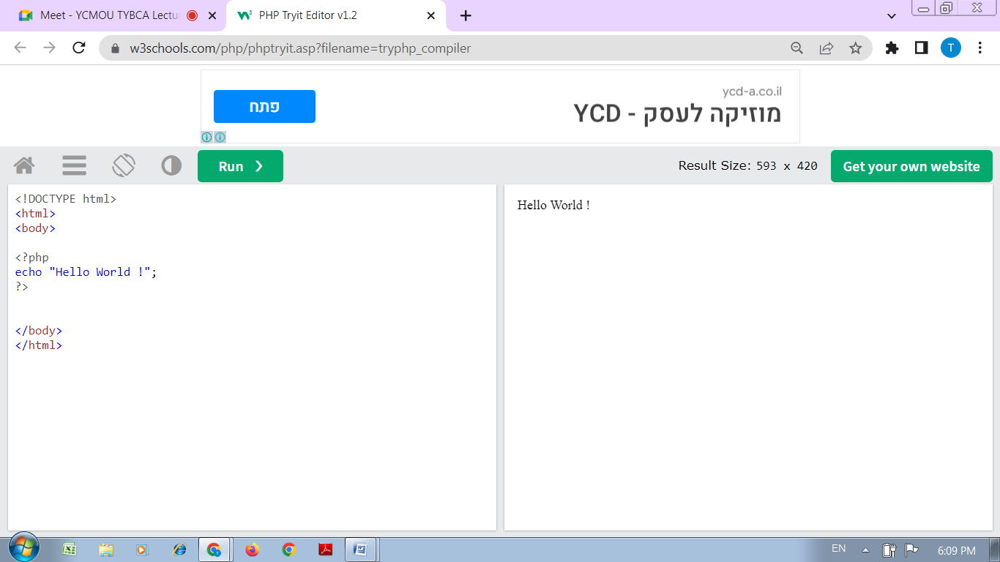 Meet - YCMOU TYBCA Lectu
PHP Tryit Editor v1.2
w3schools.com/php/phptryit.asp?filename=tryphp_compiler
T
ycd-a.co.il
פתח
מוזיקה לעסק - YCD
Run ❯
Result Size: 593 x 420
Get your own website
<!DOCTYPE html>
<html>
<body>
<?php
echo "Hello World !";
?>
</body>
</html>
Hello World !
EN
6:09 PM